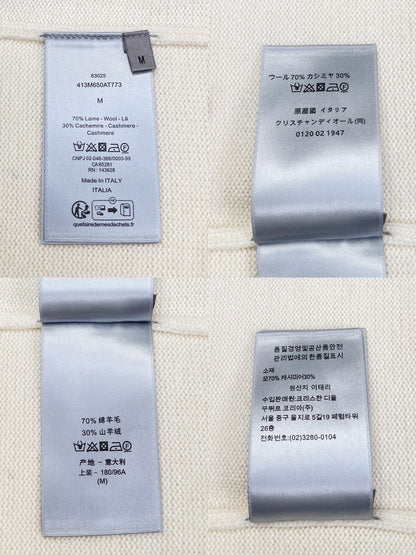 M
83025
413M650AT773
M
70% Laine - Wool - Lã
30% Cachemire - Cashmere -
Cashmere
CNPJ 02-046-366/0003-93
CA 65281
RN : 143628
Made In ITALY
ITALIA
FR
quefairedemesdechets.fr
ウール 70% カシミヤ 30%
原産國 イタリア
クリスチャンディオール(同)
0120 02 1947
70% 绵羊毛
30% 山羊绒
产地 - 意大利
上装 - 180/96A
(M)
품질경영및공산품안전
관리법에의한품질표시
소재
모70% 캐시미어30%
원산지 이태리
수입판매원:크리스챤 디올
꾸뛰르 코리아(주)
서울 중구 을지로 5길19 페럼타워
26층
전화번호:(02)3280-0104